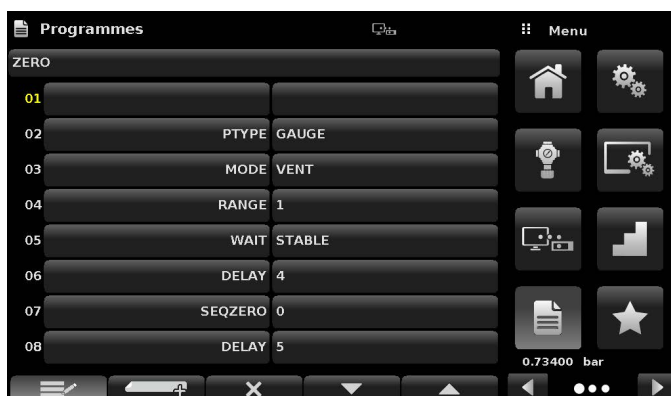 Programmes
Menu
ZERO
01
02 PTYPE GAUGE
03 MODE VENT
04 RANGE 1
05 WAIT STABLE
06 DELAY 4
07 SEQZERO 0
08 DELAY 5
0.73400 bar